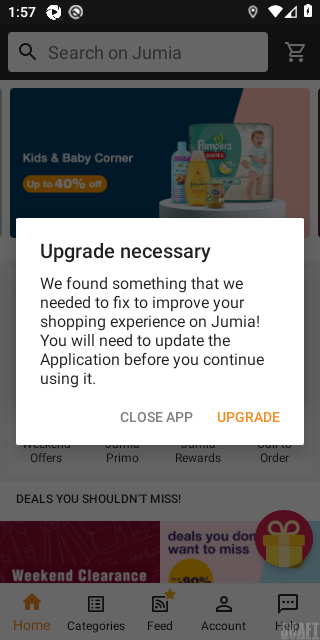 1:57
Search on Jumia
Kids & Baby Corner
Up to 40% off
Pampers
pants
Upgrade necessary
We found something that we
needed to fix to improve your
shopping experience on Jumia!
You will need to update the
Application before you continue
using it.
CLOSE APP
UPGRADE
Weekend
Offers
Jumia
Primo
Jumia
Rewards
Call to
Order
DEALS YOU SHOULDN'T MISS!
Weekend Clearance
deals you don't
want to miss
90%
Home
Categories
Feed
Account
Help